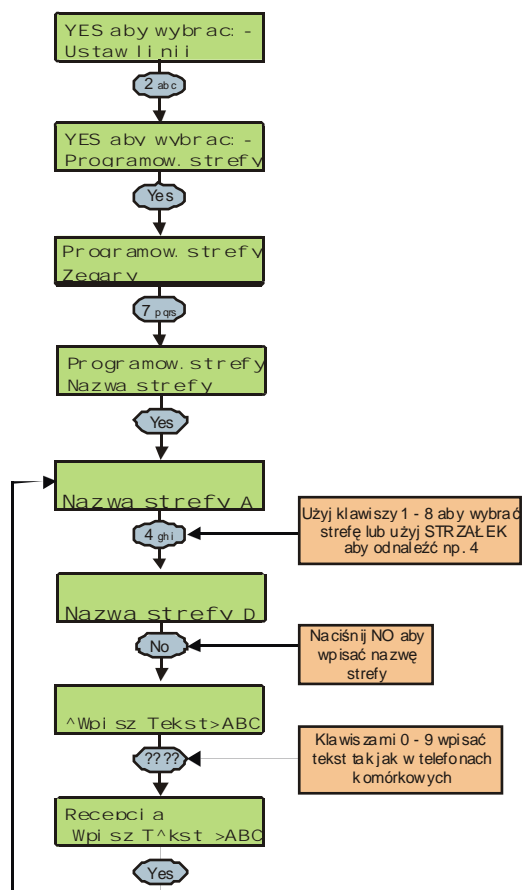 YES aby wybrac: -
Ustaw linii
2 abc
YES aby wybrac: -
Programow. strefy
Yes
Programow. strefy
Zegary
7 pqrs
Programow. strefy
Nazwa strefy
Yes
Nazwa strefy A
4 ghi
Użyj klawiszy 1 - 8 aby wybrać
strefę lub użyj STRZAŁEK
aby odnaleźć np. 4
Nazwa strefy D
No
Naciśnij NO aby
wpisać nazwę
strefy
^Wpisz Tekst>ABC
????
Klawiszami 0 - 9 wpisać
tekst tak jak w telefonach
komórkowych
Recepcja
Wpisz T^kst >ABC
Yes